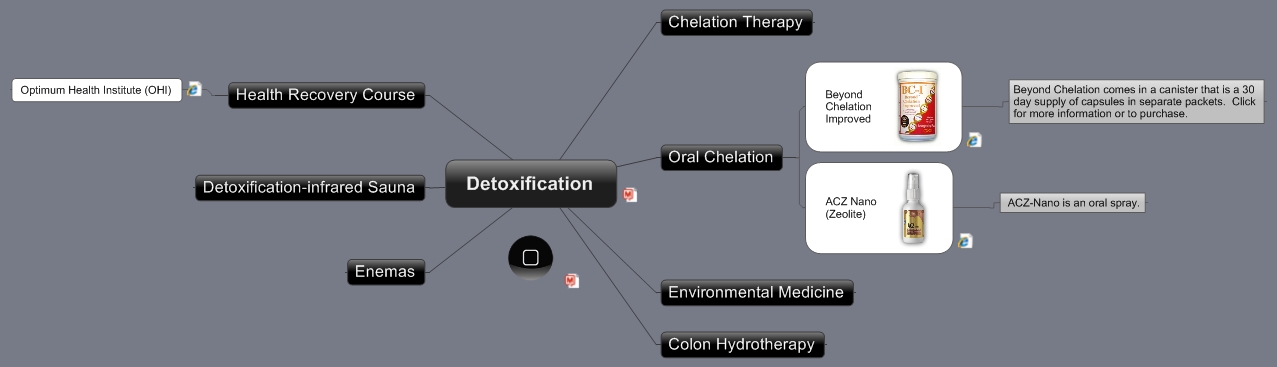 Chelation Therapy
Optimum Health Institute (OHI)
Health Recovery Course
Beyond
Chelation
Improved
BC-1
Beyond Chelation comes in a canister that is a 30
day supply of capsules in separate packets. Click
for more information or to purchase.
Oral Chelation
Detoxification-infrared Sauna
Detoxification
ACZ Nano
(Zeolite)
ACZ-Nano is an oral spray.
Enemas
Environmental Medicine
Colon Hydrotherapy